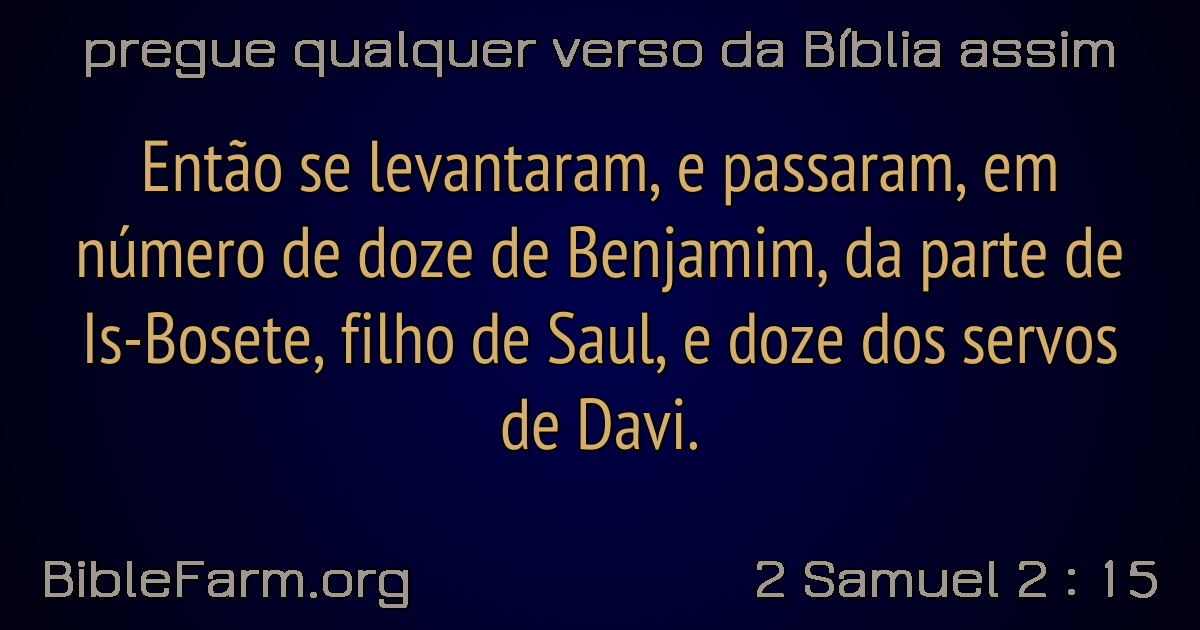 pregue qualquer verso da Bíblia assim
Então se levantaram, e passaram, em
número de doze de Benjamim, da parte de
Is-Bosete, filho de Saul, e doze dos servos
de Davi.
BibleFarm.org
2 Samuel 2 : 15